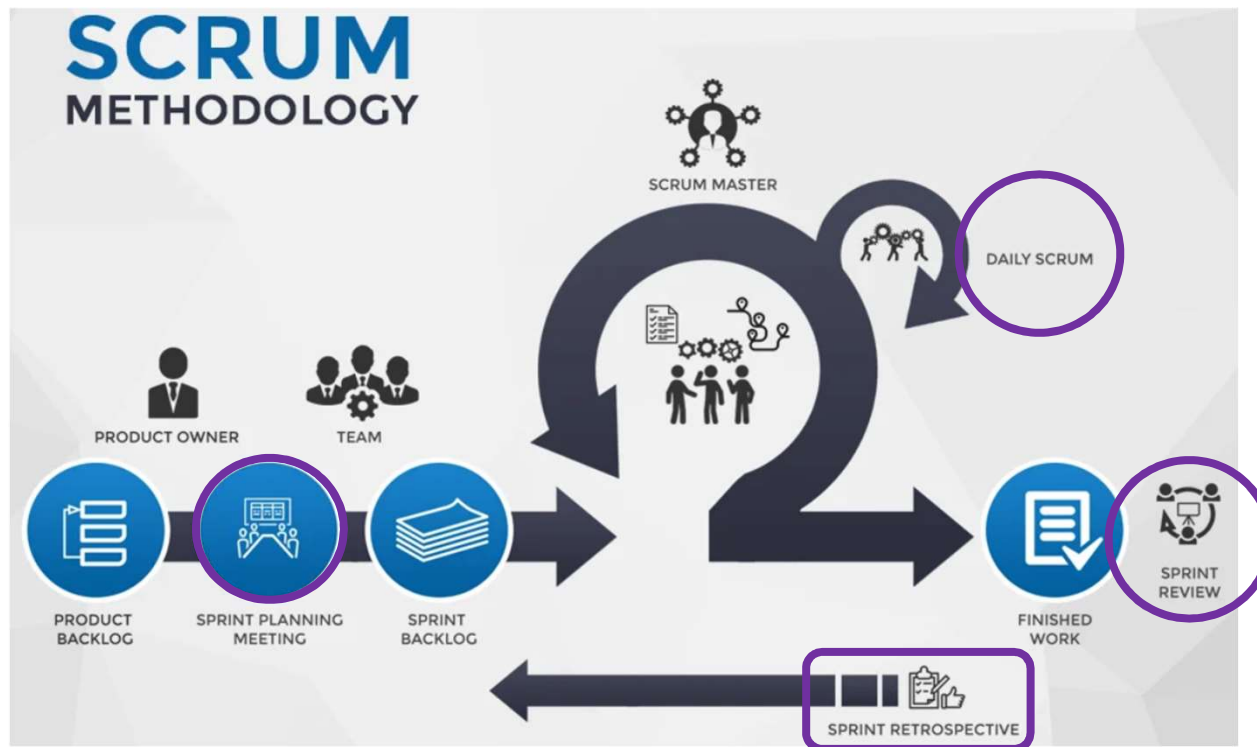 SCRUM
METHODOLOGY
SCRUM MASTER
DAILY SCRUM
PRODUCT OWNER
TEAM
PRODUCT
BACKLOG
SPRINT PLANNING
MEETING
SPRINT
BACKLOG
FINISHED
WORK
SPRINT
REVIEW
SPRINT RETROSPECTIVE